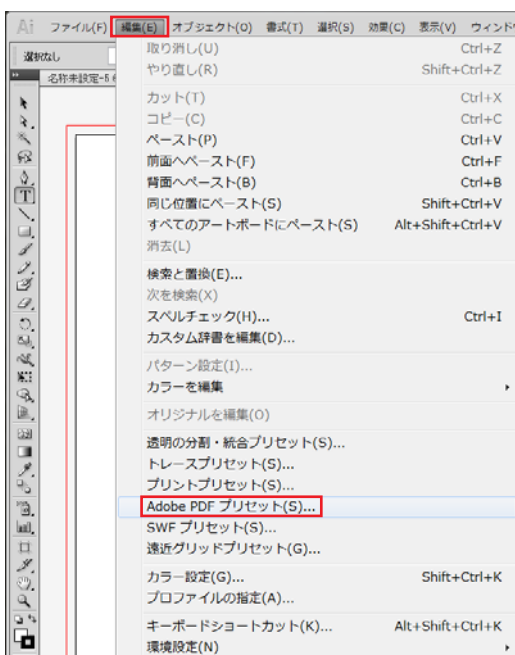 Ai ファイル(F) 編集(E) オブジェクト(O) 書式(T) 選択(S) 効果(C) 表示(V) ウィンド
選択なし
名称未設定-5
取り消し(U) Ctrl+Z
やり直し(R) Shift+Ctrl+Z
カット(T) Ctrl+X
コピー(C) Ctrl+C
ペースト(P) Ctrl+V
前面へペースト(F) Ctrl+F
背面へペースト(B) Ctrl+B
同じ位置にペースト(S) Shift+Ctrl+V
すべてのアートボードにペースト(S) Alt+Shift+Ctrl+V
消去(L)
検索と置換(E)...
次を検索(X)
スペルチェック(H)... Ctrl+I
カスタム辞書を編集(D)...
パターン設定(I)...
カラーを編集
オリジナルを編集(O)
透明の分割・統合プリセット(S)...
トレースプリセット(S)...
プリントプリセット(S)...
Adobe PDF プリセット(S)...
SWF プリセット(S)...
遠近グリッドプリセット(G)...
カラー設定(G)... Shift+Ctrl+K
プロファイルの指定(A)...
キーボードショートカット(K)... Alt+Shift+Ctrl+K
環境設定(N)